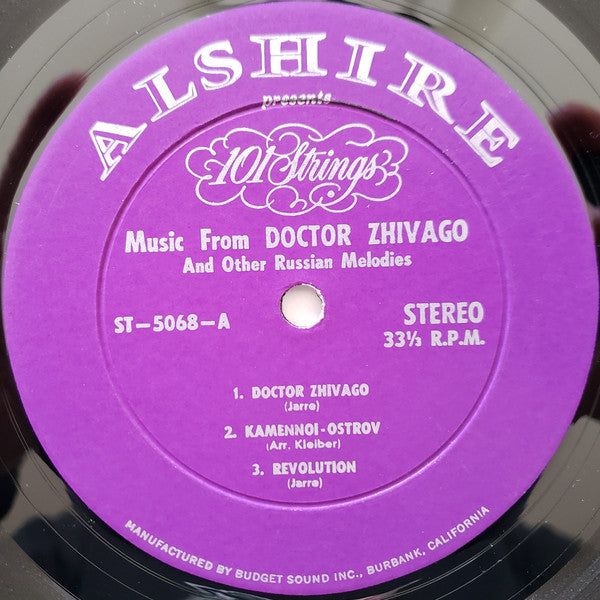 ALSHIRE
presents
101 Strings
Music From DOCTOR ZHIVAGO
And Other Russian Melodies
ST-5068-A
STEREO
33⅓ R.P.M.
1. DOCTOR ZHIVAGO
(Jarre)
2. KAMENNOI-OSTROV
(Arr. Kleiber)
3. REVOLUTION
(Jarre)
MANUFACTURED BY BUDGET SOUND INC., BURBANK, CALIFORNIA